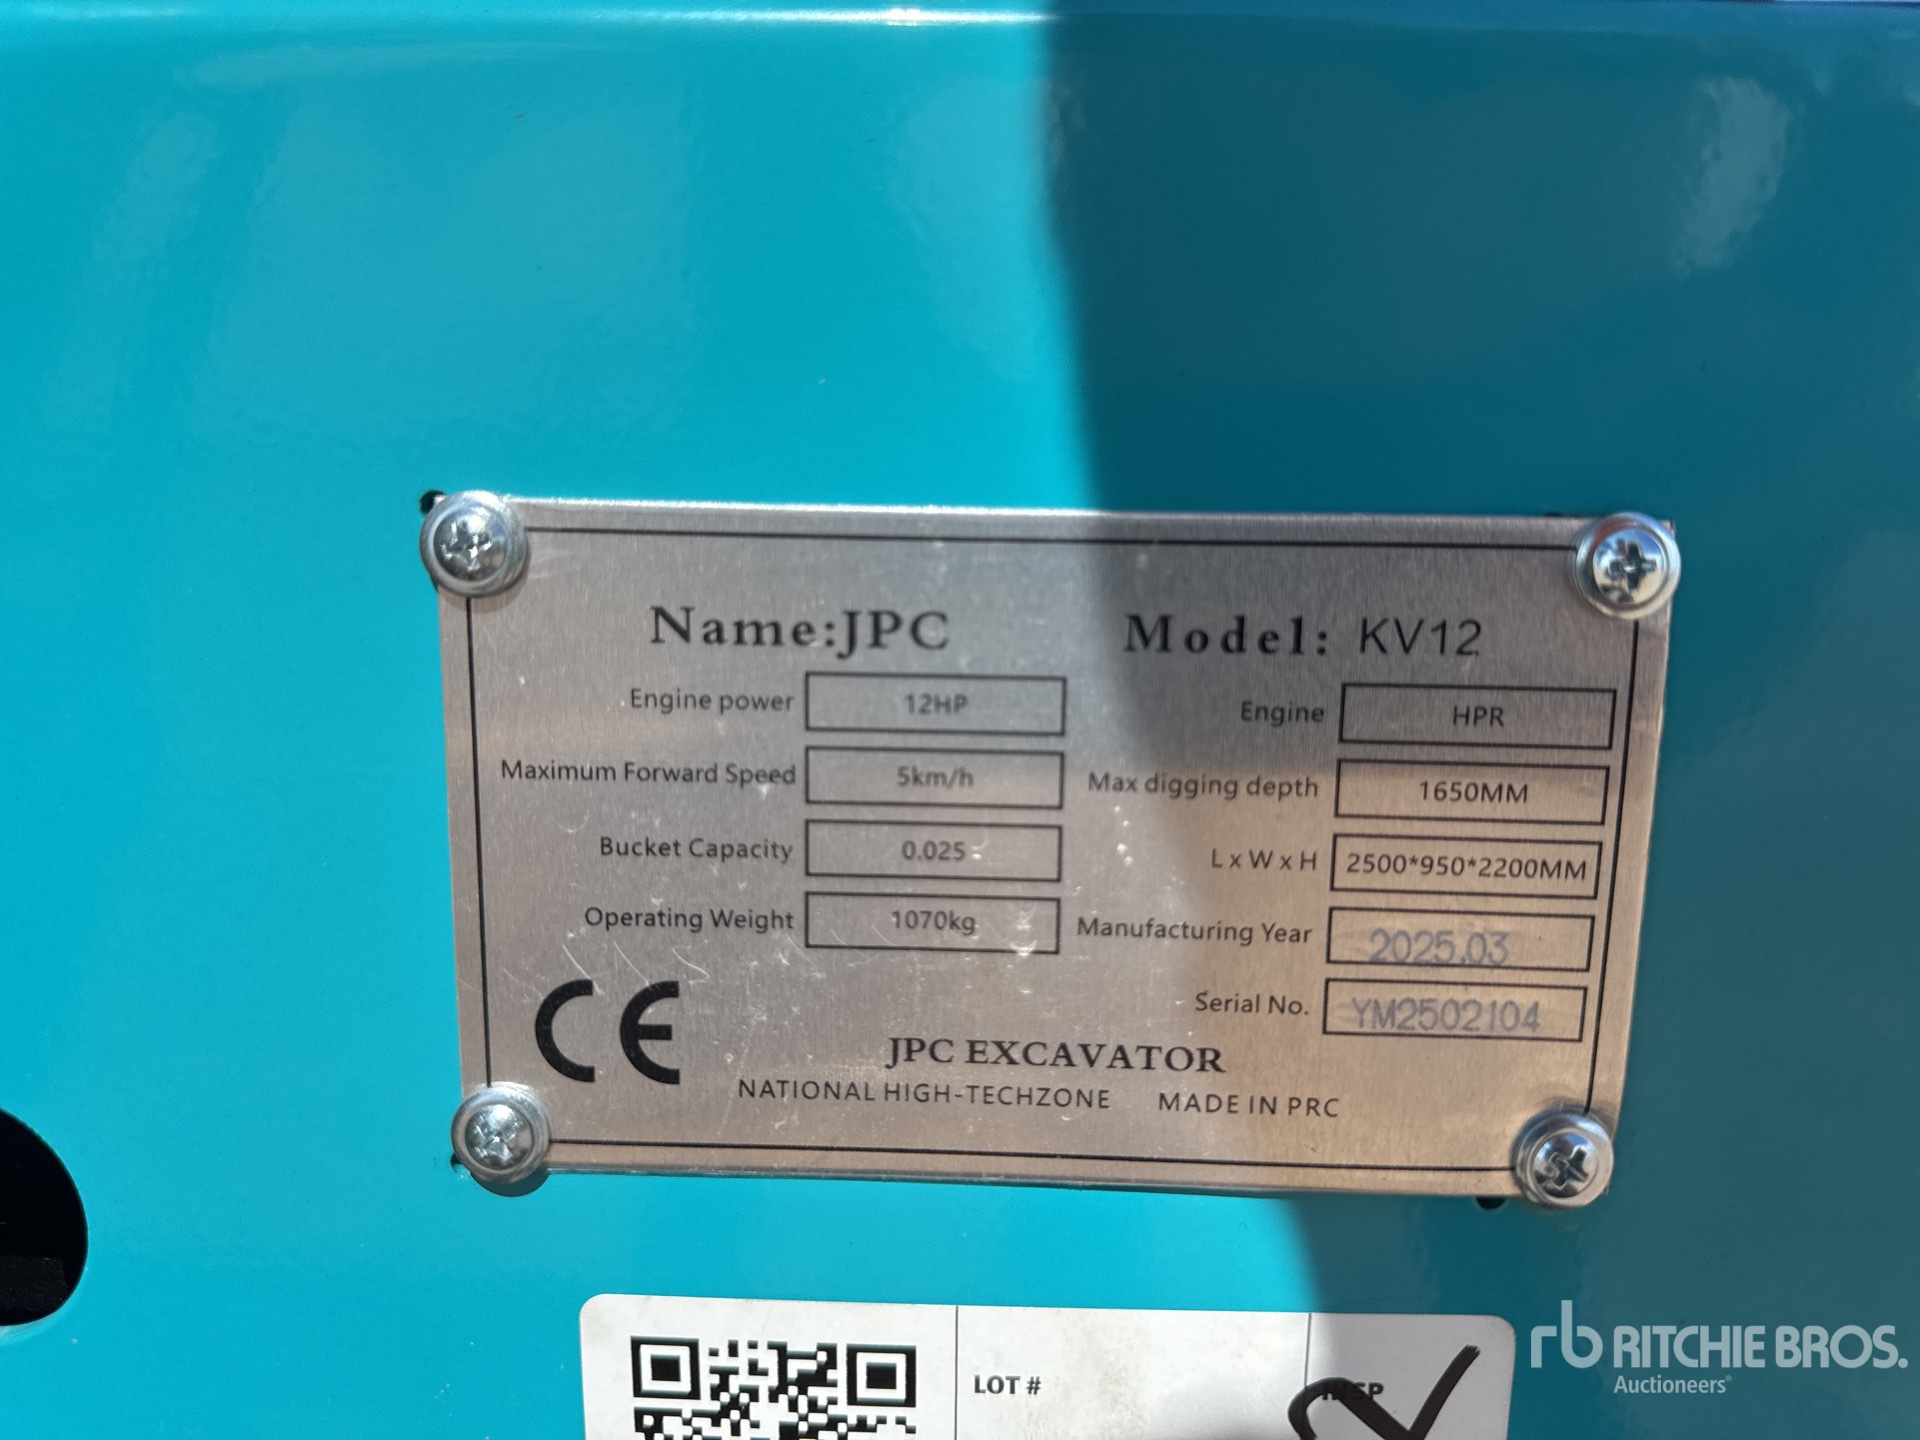 Name:JPC Model: KV12
Engine power 12HP Engine HPR
Maximum Forward Speed 5km/h Max digging depth 1650MM
Bucket Capacity 0.025 L x W x H 2500*950*2200MM
Operating Weight 1070kg Manufacturing Year 2025.03
Serial No. YM2502104
CE
JPC EXCAVATOR
NATIONAL HIGH-TECHZONE MADE IN PRC
LOT #
rb RITCHIE BROS.
Auctioneers®